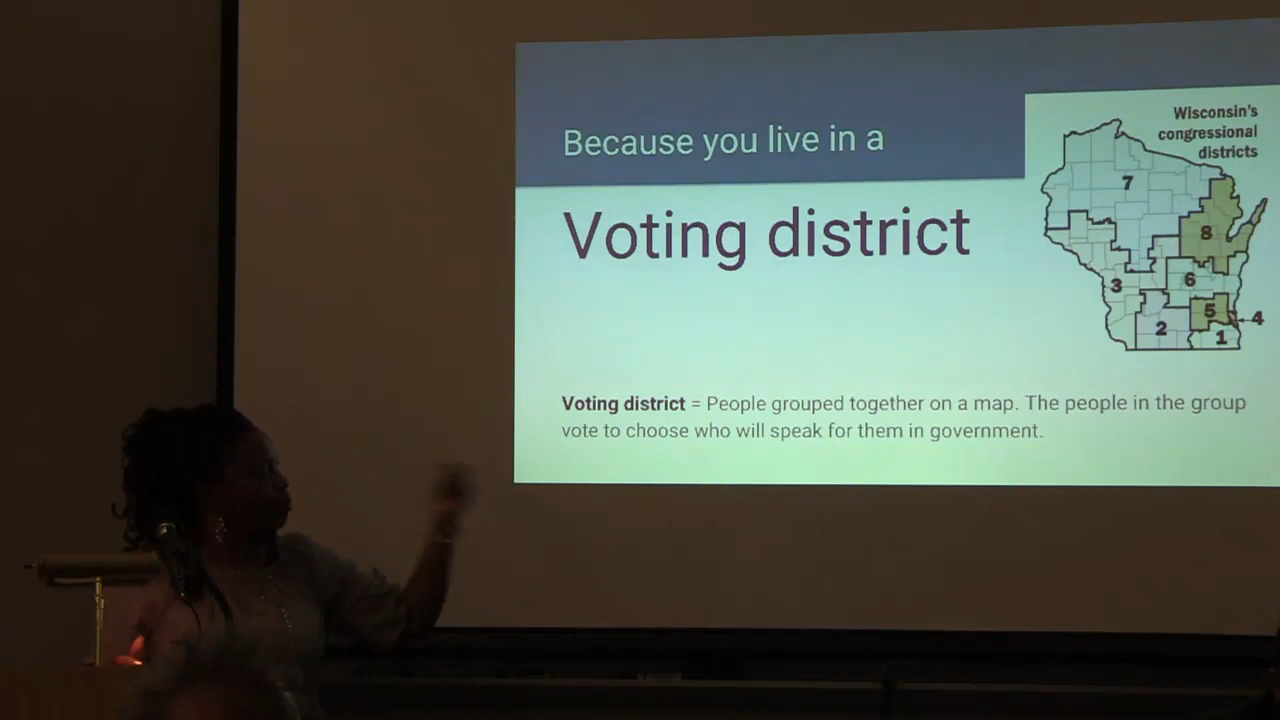 Because you live in a
Voting district
Wisconsin's
congressional
districts
7
8
3
6
5
4
2
1
Voting district = People grouped together on a map. The people in the group
vote to choose who will speak for them in government.